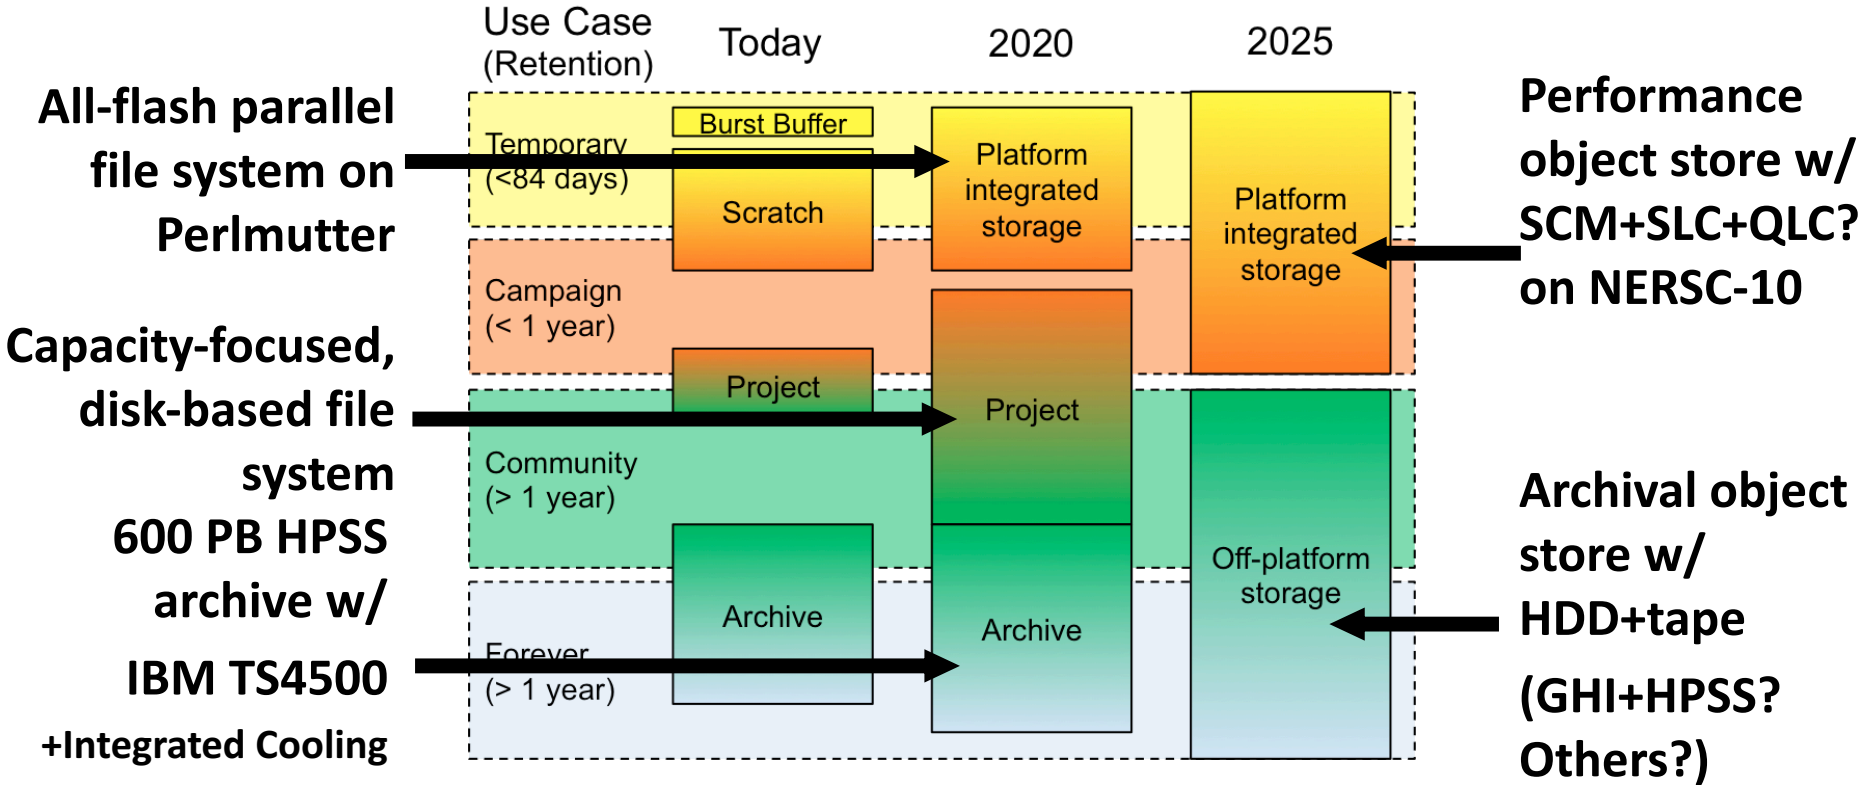 Use Case
(Retention)
Today
2020
2025
All-flash parallel
file system on
Perlmutter
Capacity-focused,
disk-based file
system
600 PB HPSS
archive w/
IBM TS4500
+Integrated Cooling
Temporary
(<84 days)
Campaign
(< 1 year)
Community
(> 1 year)
Forever
(> 1 year)
Burst Buffer
Scratch
Project
Archive
Platform
integrated
storage
Project
Archive
Platform
integrated
storage
Off-platform
storage
Performance
object store w/
SCM+SLC+QLC?
on NERSC-10
Archival object
store w/
HDD+tape
(GHI+HPSS?
Others?)